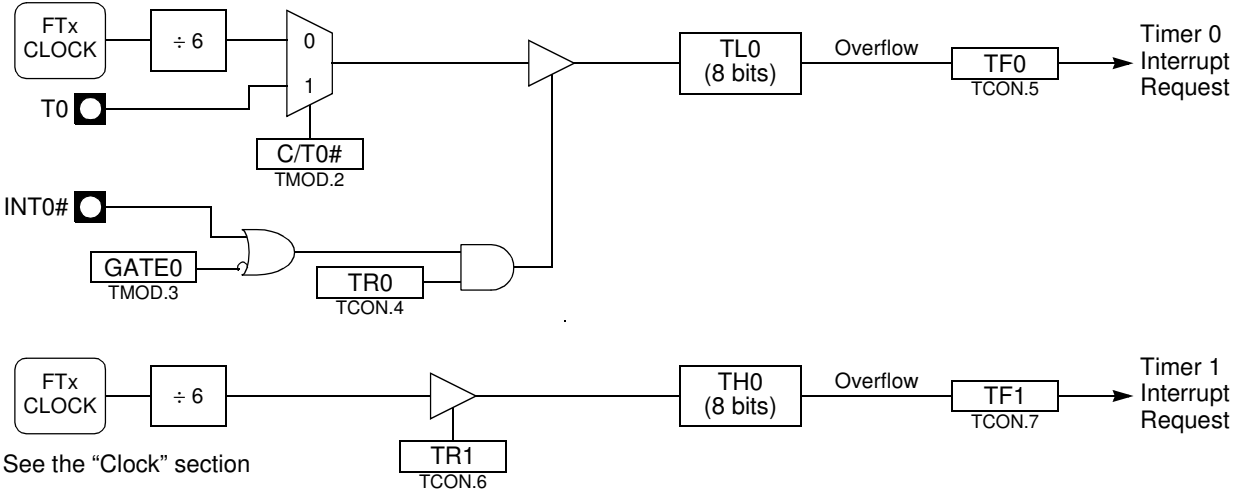 FTx
CLOCK
÷ 6
0
1
T0
C/T0#
TMOD.2
TL0
(8 bits)
Overflow
TF0
TCON.5
Timer 0
Interrupt
Request
INT0#
GATE0
TMOD.3
TR0
TCON.4
FTx
CLOCK
÷ 6
TR1
TCON.6
TH0
(8 bits)
Overflow
TF1
TCON.7
Timer 1
Interrupt
Request
See the “Clock” section